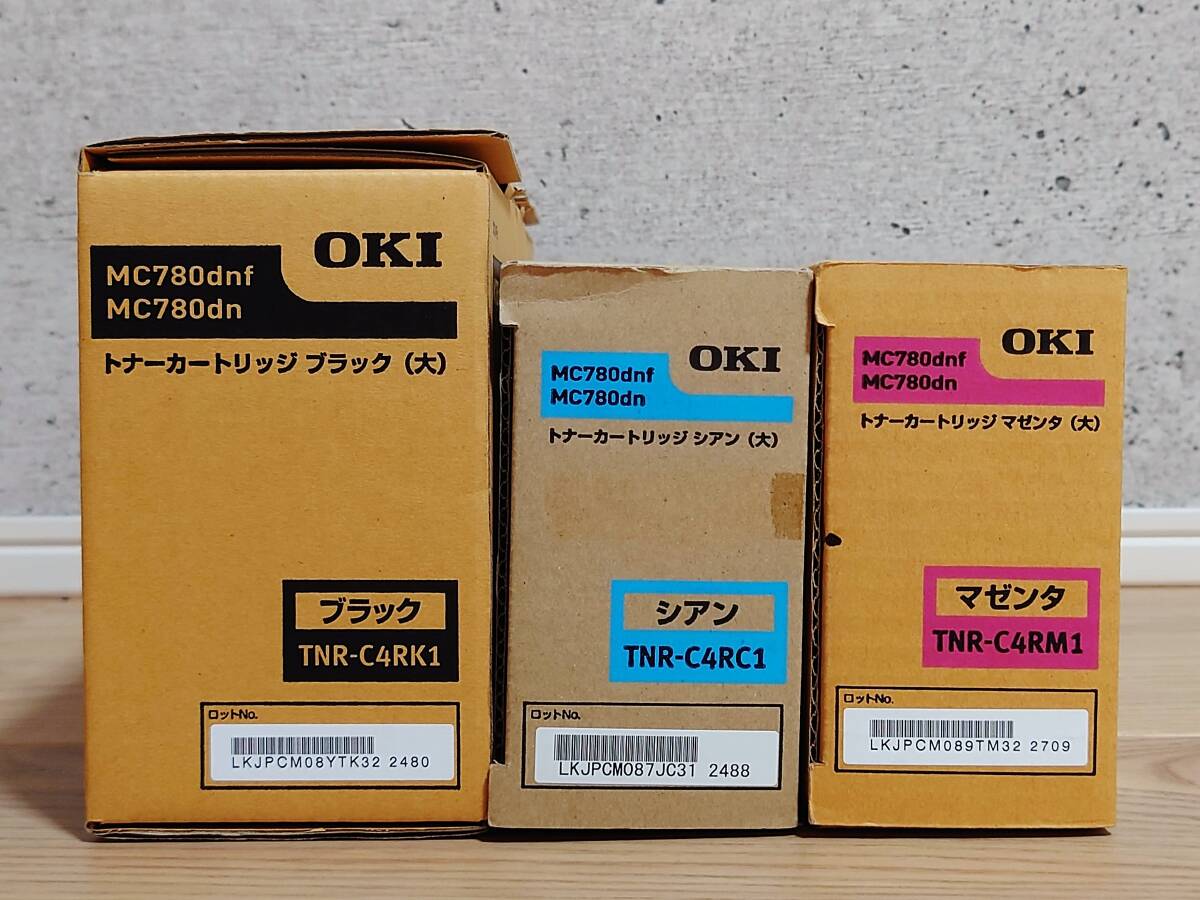 OKI
MC780dnf
MC780dn
トナーカートリッジ ブラック（大）
ブラック
TNR-C4RK1
ロットNo.
LKJPCM08YTK32 2480
OKI
MC780dnf
MC780dn
トナーカートリッジ シアン（大）
シアン
TNR-C4RC1
ロットNo.
LKJPCM087JC31 2488
OKI
MC780dnf
MC780dn
トナーカートリッジ マゼンタ（大）
マゼンタ
TNR-C4RM1
ロットNo.
LKJPCM089TM32 2709